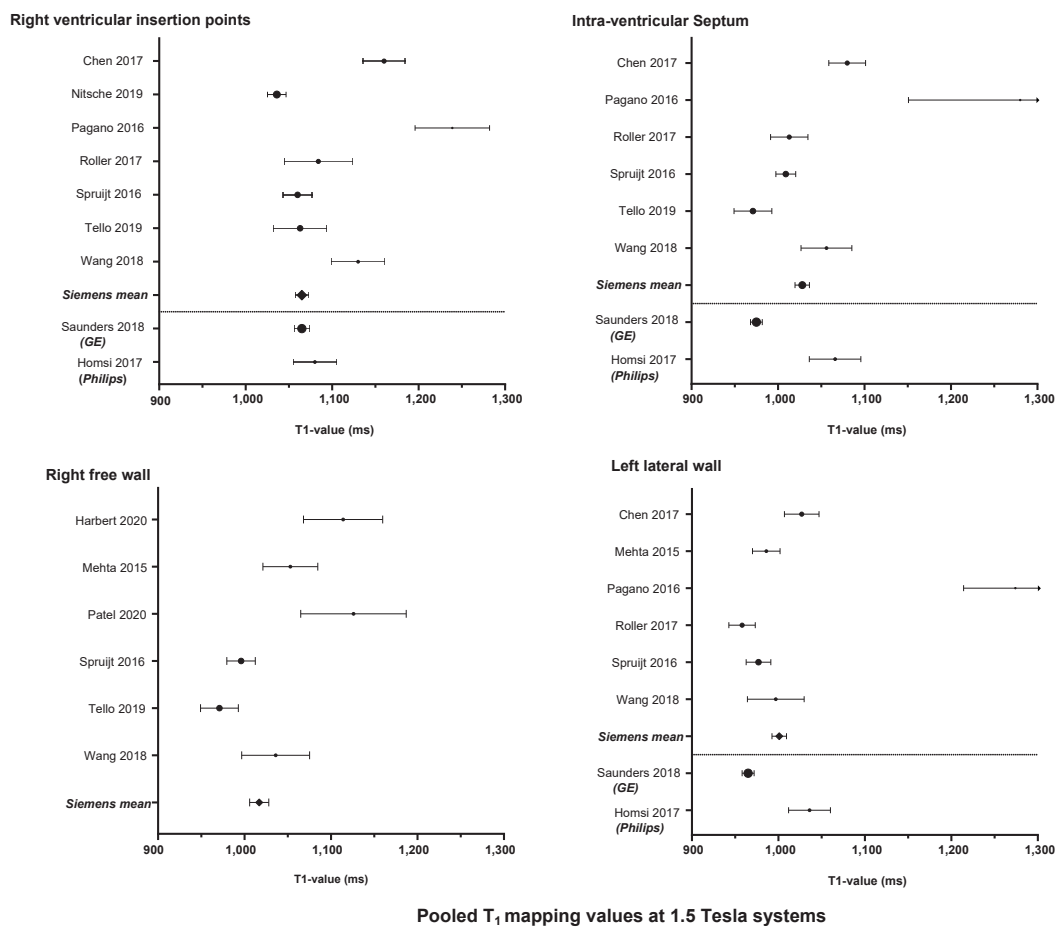 Right ventricular insertion points
Chen 2017
Nitsche 2019
Pagano 2016
Roller 2017
Spruijt 2016
Tello 2019
Wang 2018
Siemens mean
Saunders 2018
(GE)
Homsi 2017
(Philips)
900 1,000 1,100 1,200 1,300
T1-value (ms)
Intra-ventricular Septum
Chen 2017
Pagano 2016
Roller 2017
Spruijt 2016
Tello 2019
Wang 2018
Siemens mean
Saunders 2018
(GE)
Homsi 2017
(Philips)
900 1,000 1,100 1,200 1,300
T1-value (ms)
Right free wall
Harbert 2020
Mehta 2015
Patel 2020
Spruijt 2016
Tello 2019
Wang 2018
Siemens mean
900 1,000 1,100 1,200 1,300
T1-value (ms)
Left lateral wall
Chen 2017
Mehta 2015
Pagano 2016
Roller 2017
Spruijt 2016
Wang 2018
Siemens mean
Saunders 2018
(GE)
Homsi 2017
(Philips)
900 1,000 1,100 1,200 1,300
T1-value (ms)
Pooled T₁ mapping values at 1.5 Tesla systems